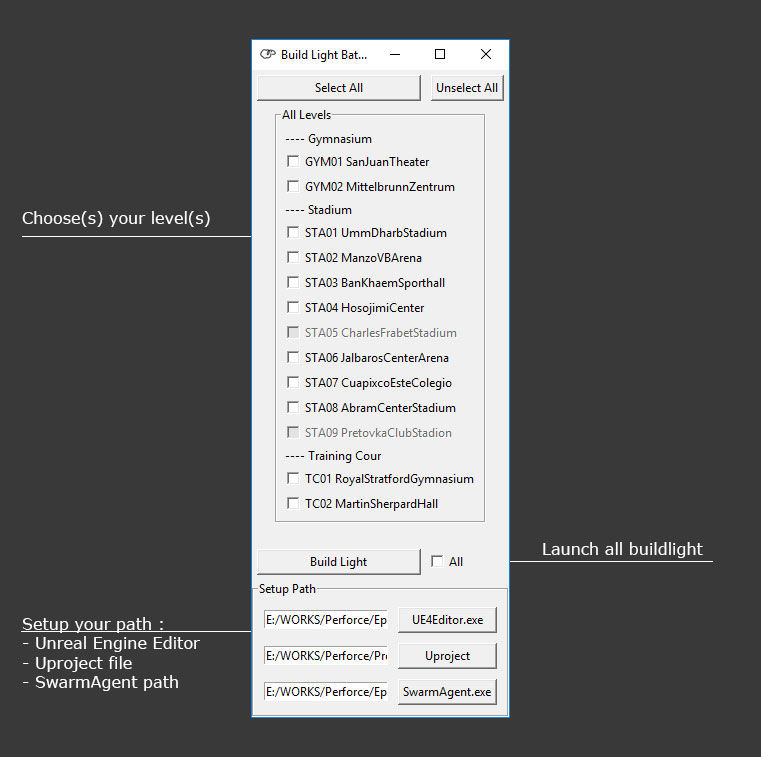 Build Light Bat...
Select All
Unselect All
All Levels
---- Gymnasium
GYM01 SanJuanTheater
GYM02 MittelbrunnZentrum
---- Stadium
Choose(s) your level(s)
STA01 UmmDharbStadium
STA02 ManzoVBArena
STA03 BanKhaemSporthall
STA04 HosojimiCenter
STA05 CharlesFrabetStadium
STA06 JalbarosCenterArena
STA07 CuapixcoEsteColegio
STA08 AbramCenterStadium
STA09 PretovkaClubStadion
---- Training Cour
TC01 RoyalStratfordGymnasium
TC02 MartinSherpardHall
Launch all buildlight
Build Light
All
Setup Path
Setup your path :
- Unreal Engine Editor
- Uproject file
- SwarmAgent path
E:/WORKS/Perforce/Ep
UE4Editor.exe
E:/WORKS/Perforce/Pro
Uproject
E:/WORKS/Perforce/Ep
SwarmAgent.exe